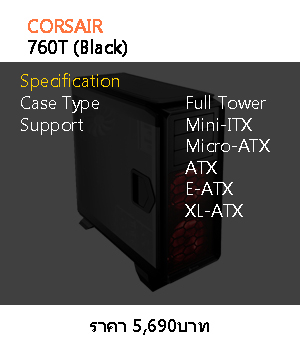 CORSAIR
760T (Black)
Specification
Case Type Full Tower
Support Mini-ITX
Micro-ATX
ATX
E-ATX
XL-ATX
ราคา 5,690บาท